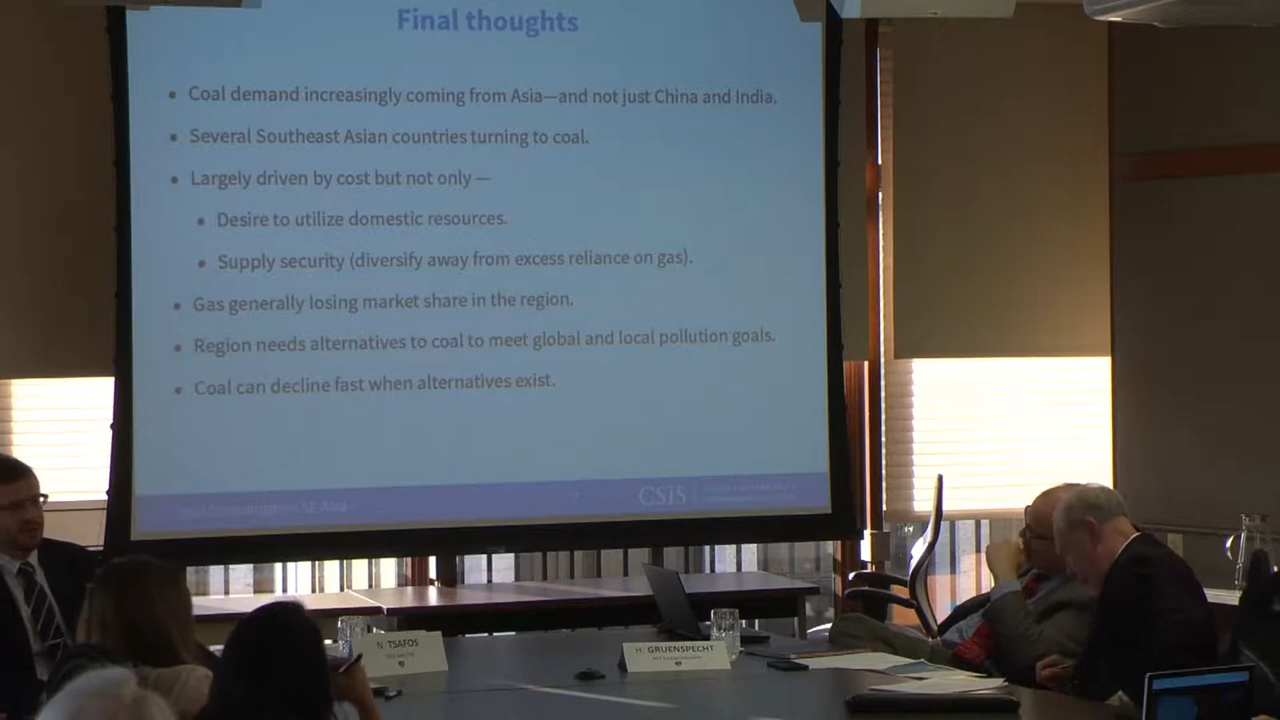 Final thoughts
Coal demand increasingly coming from Asia—and not just China and India.
Several Southeast Asian countries turning to coal.
Largely driven by cost but not only —
Desire to utilize domestic resources.
Supply security (diversify away from excess reliance on gas).
Gas generally losing market share in the region.
Region needs alternatives to coal to meet global and local pollution goals.
Coal can decline fast when alternatives exist.
SE Asia
CSIS
N. TSAFOS
H. GRUENSPECHT